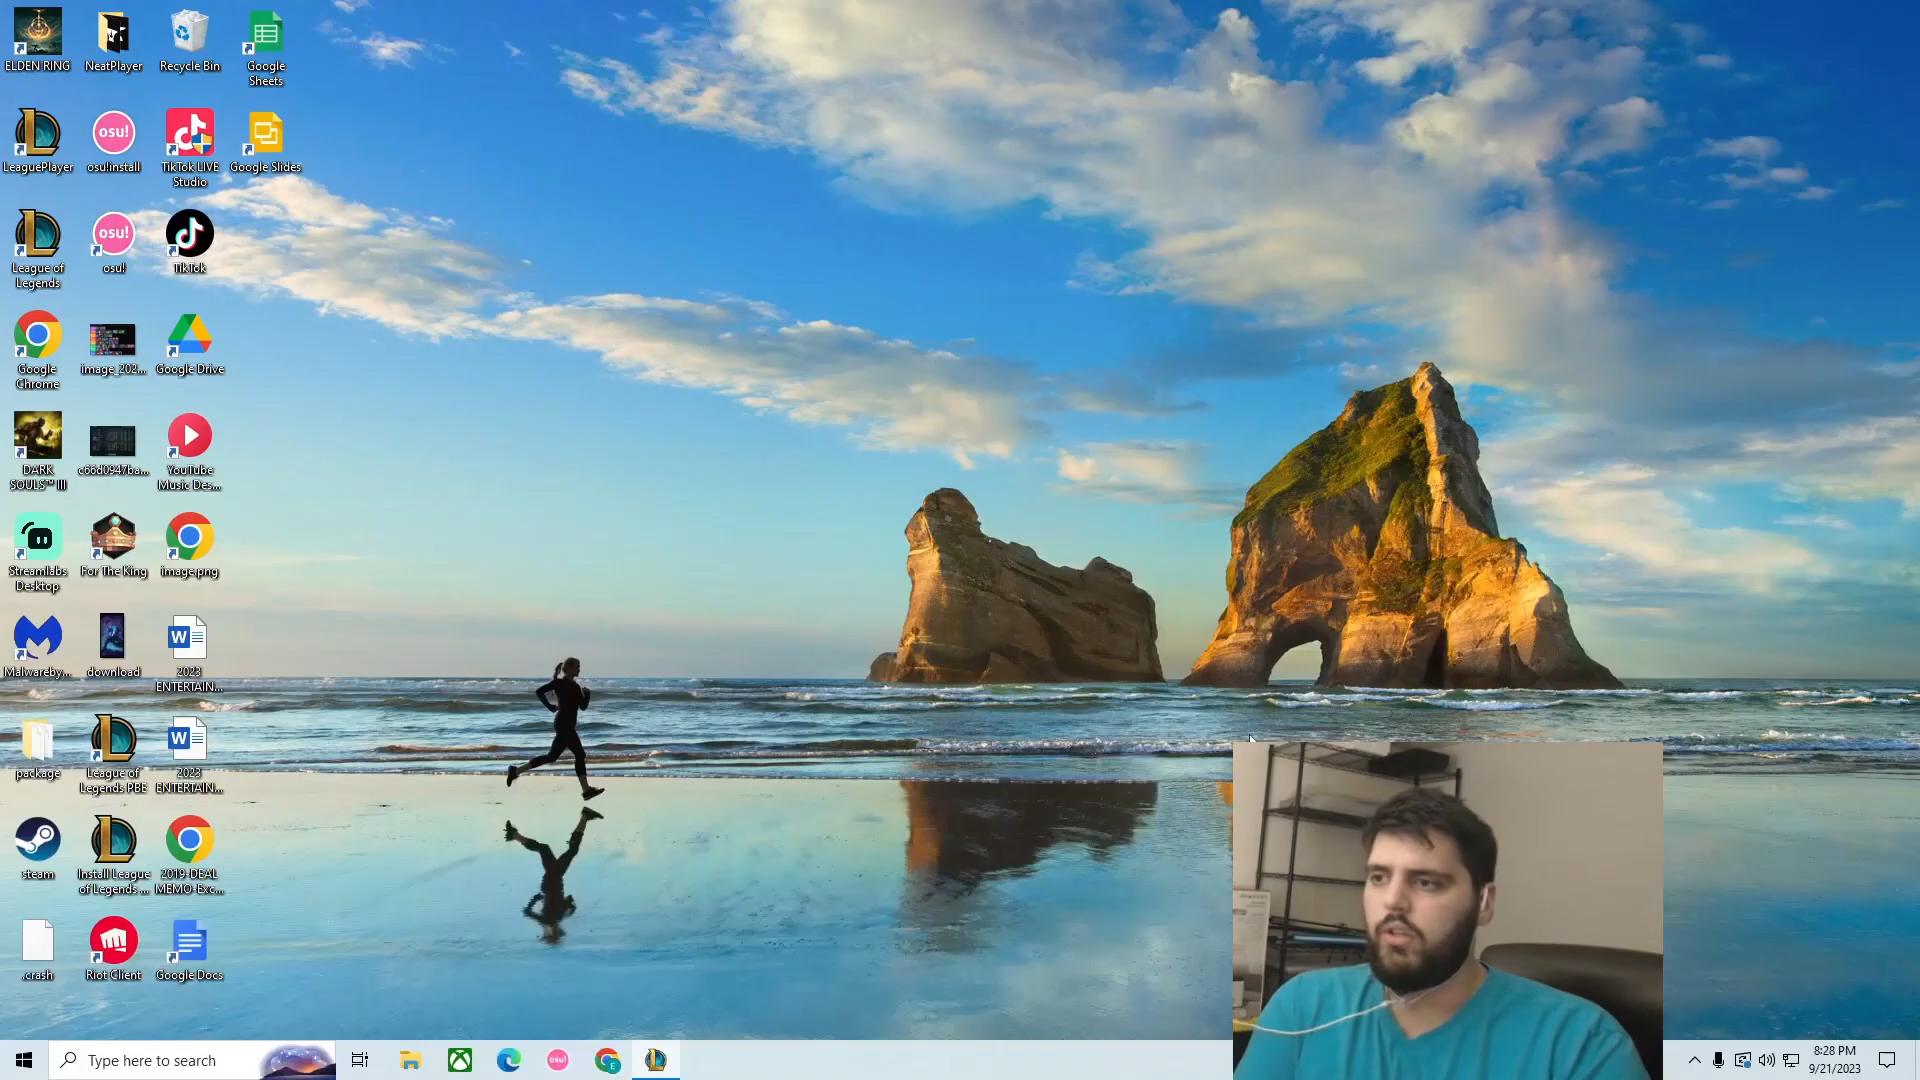 ELDEN RING
NeatPlayer
Recycle Bin
Google
Sheets
LeaguePlayer
osu!
osu!install
TikTok LIVE
Studio
Google Slides
League of
Legends
osu!
osu!
TikTok
Google
Chrome
image_202...
Google Drive
DARK
SOULS™ III
c66d0947ba...
YouTube
Music Des...
Streamlabs
Desktop
For The King
image.png
Malwareby...
download
W
2023
ENTERTAIN...
package
League of
Legends PBE
W
2023
ENTERTAIN...
steam
Install League
of Legends ...
2019-DEAL
MEMO-Exc...
.crash
Riot Client
Google Docs
Type here to search
osu!
E
8:28 PM
9/21/2023